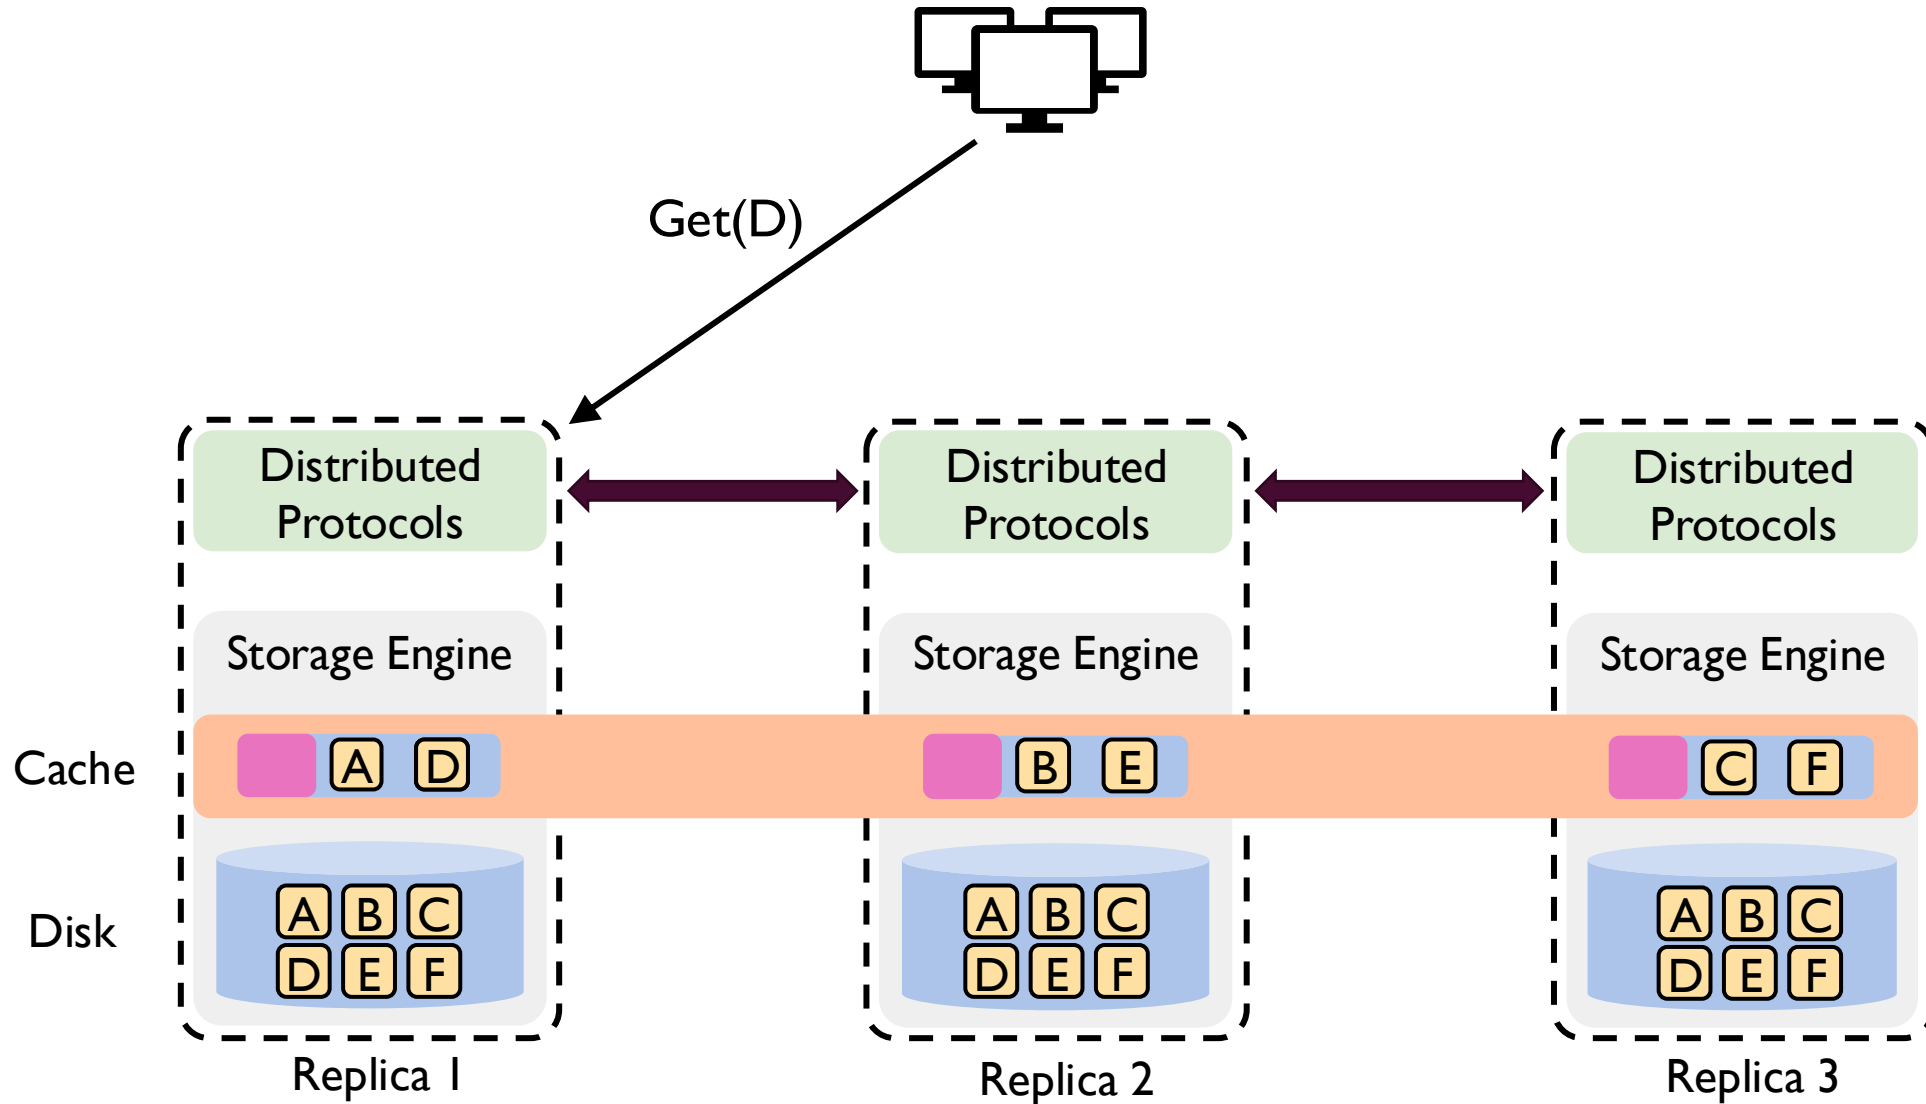 Get(D)
Distributed
Protocols
Distributed
Protocols
Distributed
Protocols
Storage Engine
Storage Engine
Storage Engine
Cache
A D
B E
C F
Disk
A B C
D E F
A B C
D E F
A B C
D E F
Replica 1
Replica 2
Replica 3